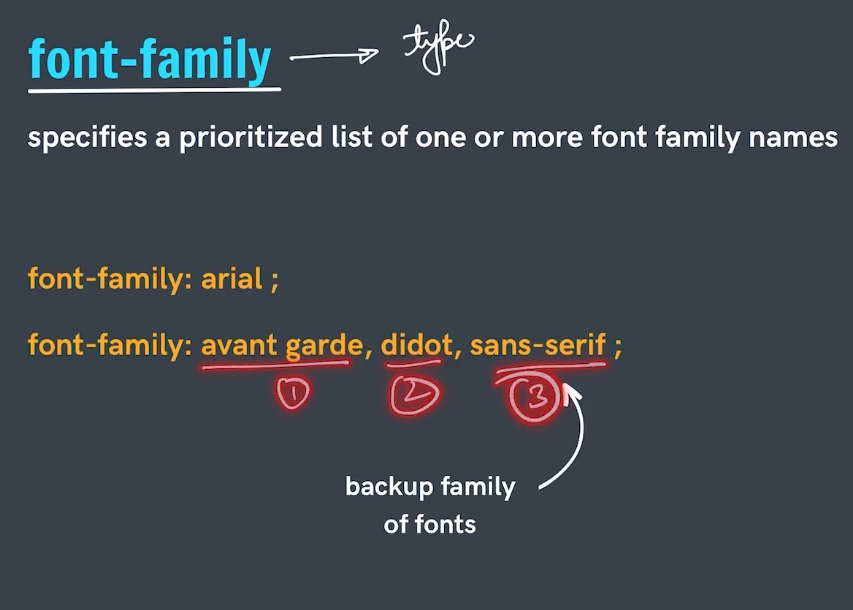 font-family → type
specifies a prioritized list of one or more font family names
font-family: arial ;
font-family: avant garde, didot, sans-serif ;
1 2 3
backup family
of fonts